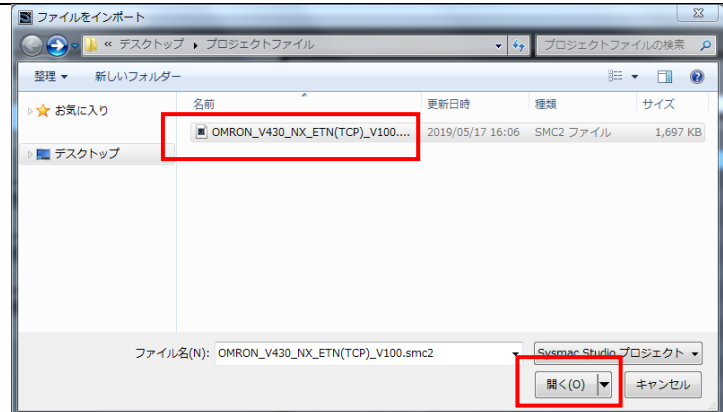 ファイルをインポート
« デスクトップ ▸ プロジェクトファイル
プロジェクトファイルの検索
整理 ▼ 新しいフォルダー
お気に入り
デスクトップ
名前 更新日時 種類 サイズ
OMRON_V430_NX_ETN(TCP)_V100.... 2019/05/17 16:06 SMC2 ファイル 1,697 KB
ファイル名(N): OMRON_V430_NX_ETN(TCP)_V100.smc2 Sysmac Studio プロジェクト
開く(O) キャンセル